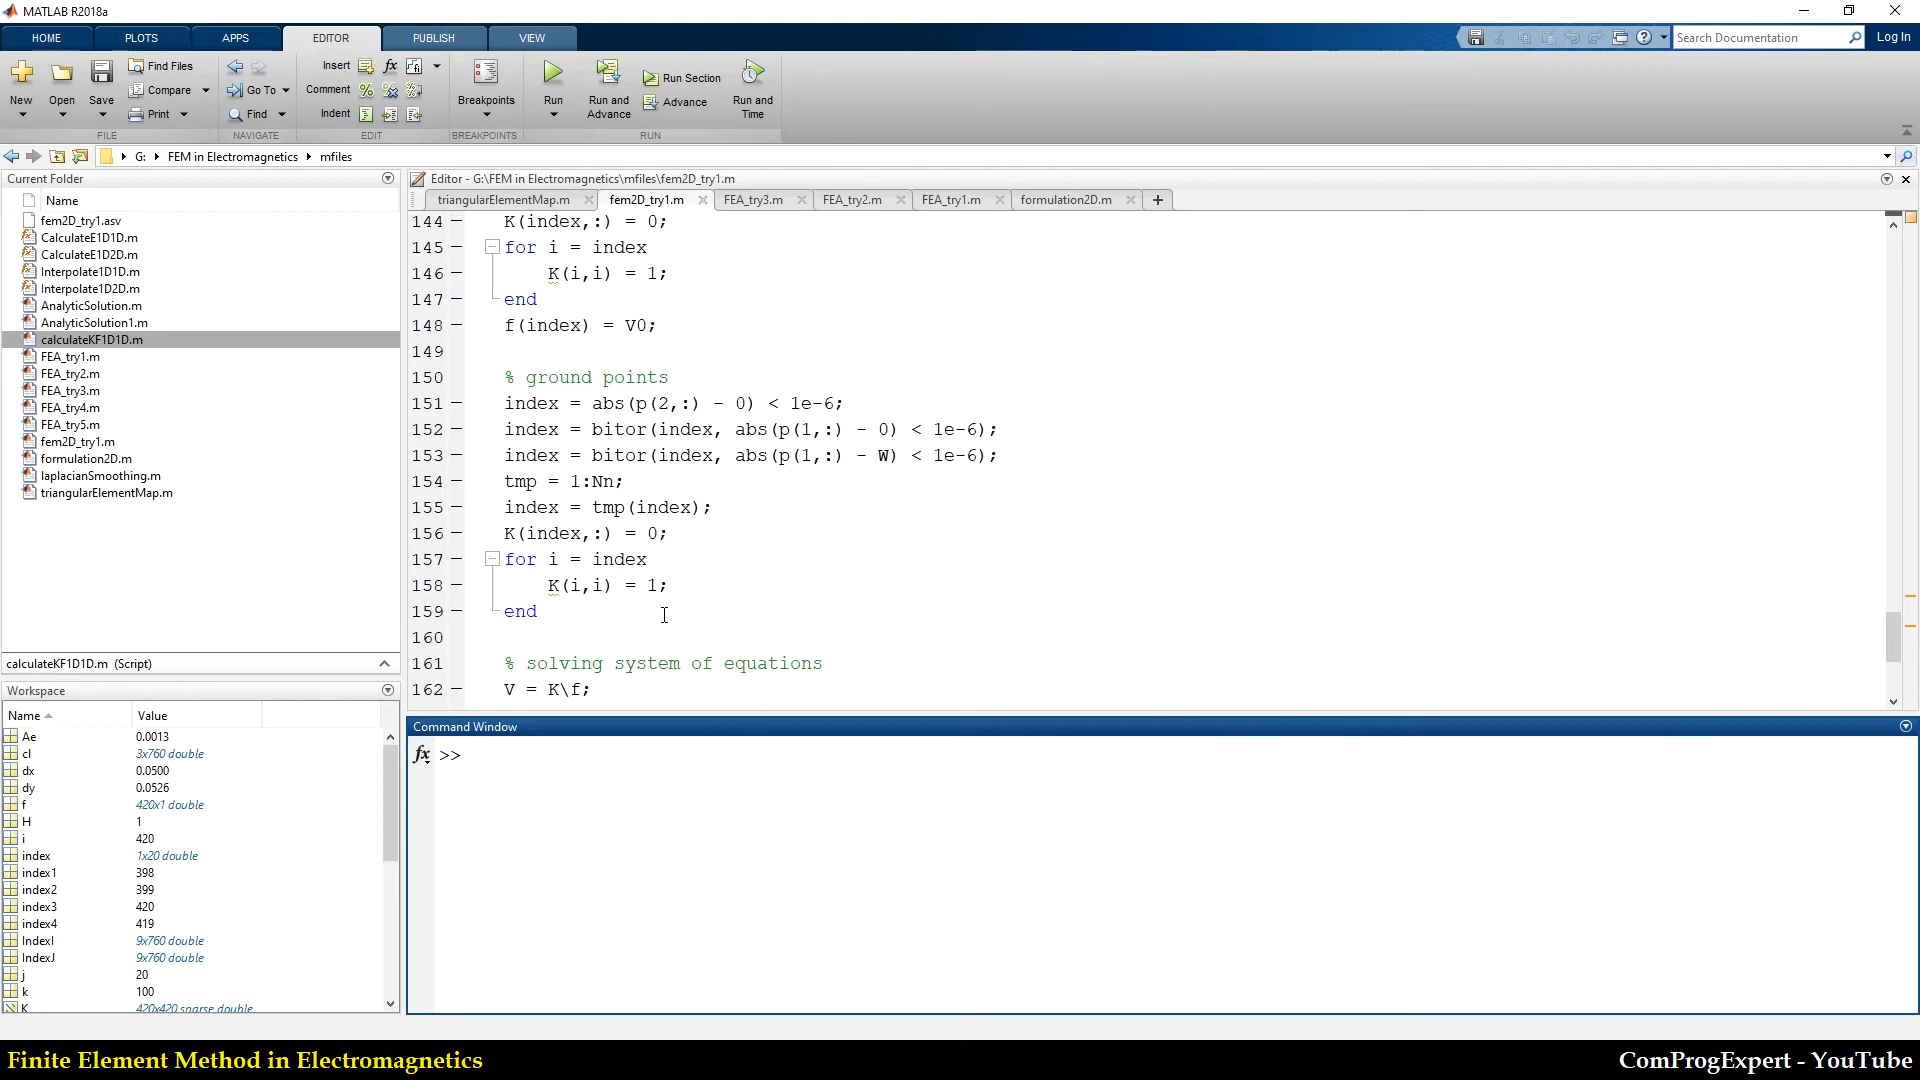 MATLAB R2018a
HOME PLOTS APPS EDITOR PUBLISH VIEW Search Documentation Log In
New Open Save Find Files Compare Print Go To Find Insert Comment Indent Breakpoints Run Run and Advance Run Section Advance Run and Time
FILE NAVIGATE EDIT BREAKPOINTS RUN
G: FEM in Electromagnetics mfiles
Current Folder
Name
fem2D_try1.asv
CalculateE1D1D.m
CalculateE1D2D.m
Interpolate1D1D.m
Interpolate1D2D.m
AnalyticSolution.m
AnalyticSolution1.m
calculateKF1D1D.m
FEA_try1.m
FEA_try2.m
FEA_try3.m
FEA_try4.m
FEA_try5.m
fem2D_try1.m
formulation2D.m
laplacianSmoothing.m
triangularElementMap.m
calculateKF1D1D.m (Script)
Workspace
Name Value
Ae 0.0013
cl 3x760 double
dx 0.0500
dy 0.0526
f 420x1 double
H 1
i 420
index 1x20 double
index1 398
index2 399
index3 420
index4 419
IndexI 9x760 double
IndexJ 9x760 double
j 20
k 100
K 420x420 sparse double
Editor - G:\FEM in Electromagnetics\mfiles\fem2D_try1.m
triangularElementMap.m fem2D_try1.m FEA_try3.m FEA_try2.m FEA_try1.m formulation2D.m
144 K(index,:) = 0;
145 for i = index
146 K(i,i) = 1;
147 end
148 f(index) = V0;
149
150 % ground points
151 index = abs(p(2,:) - 0) < 1e-6;
152 index = bitor(index, abs(p(1,:) - 0) < 1e-6);
153 index = bitor(index, abs(p(1,:) - W) < 1e-6);
154 tmp = 1:Nn;
155 index = tmp(index);
156 K(index,:) = 0;
157 for i = index
158 K(i,i) = 1;
159 end
160
161 % solving system of equations
162 V = K\f;
Command Window
fx >>
Finite Element Method in Electromagnetics
ComProgExpert - YouTube